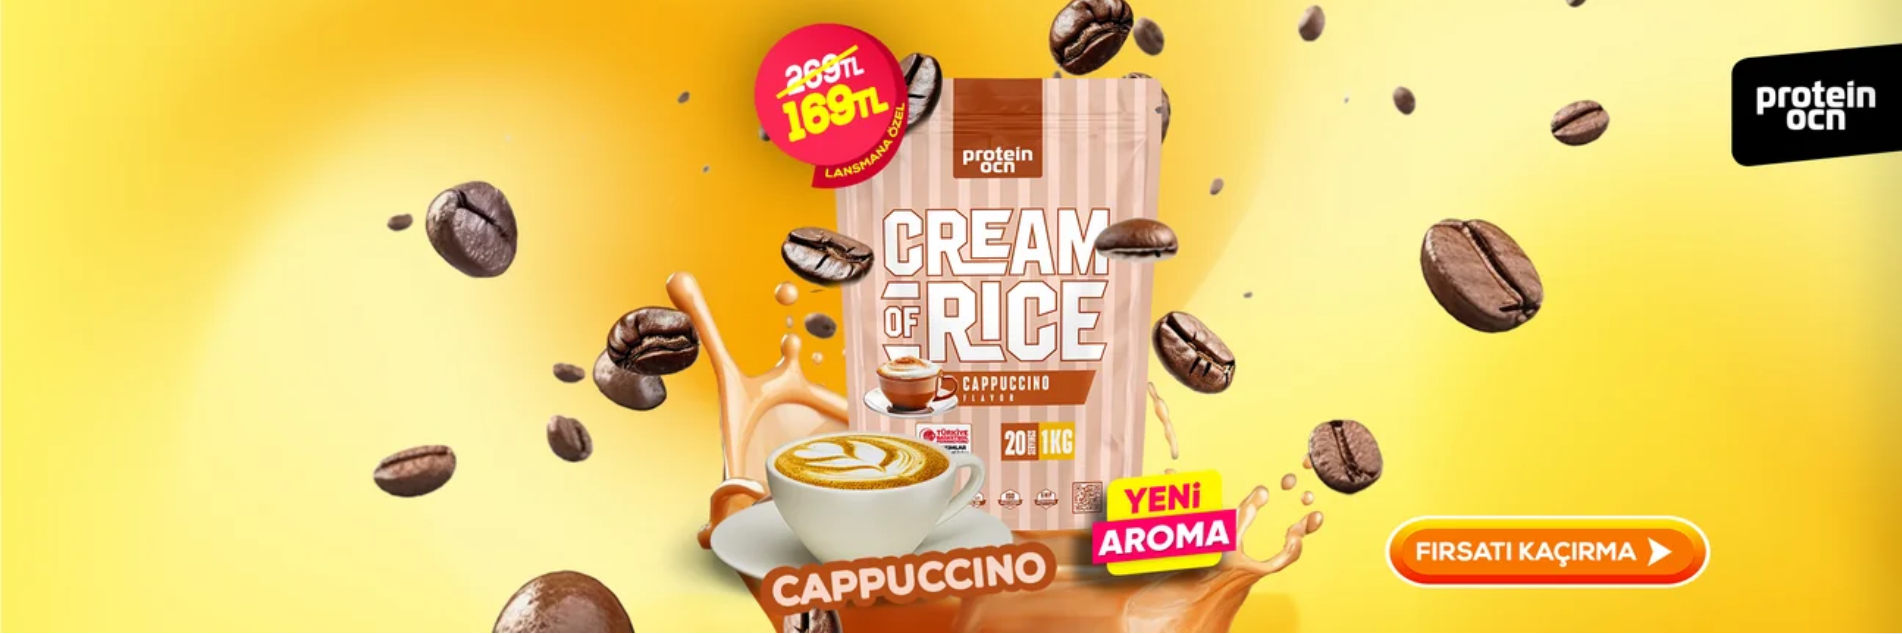 269TL
169TL
LANSMANA ÖZEL
protein
ocn
protein
ocn
CREAM
OF RICE
CAPPUCCINO
FLAVOR
TÜRKİYE
20 1KG
YENİ
AROMA
CAPPUCCINO
FIRSATI KAÇIRMA